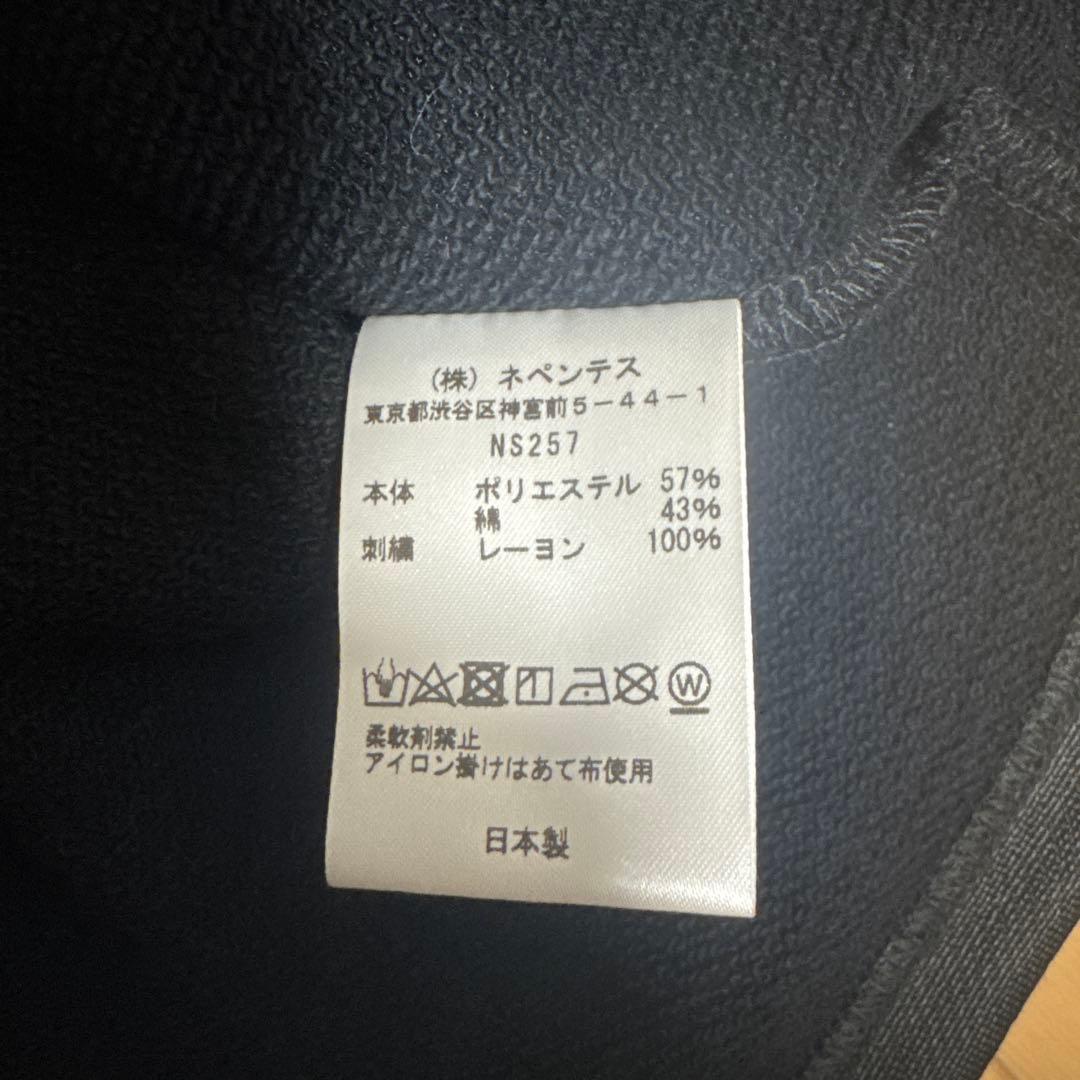 (株) ネペンテス
東京都渋谷区神宮前5-44-1
NS257
本体 ポリエステル 57%
綿 43%
刺繍 レーヨン 100%
W
柔軟剤禁止
アイロン掛けはあて布使用
日本製